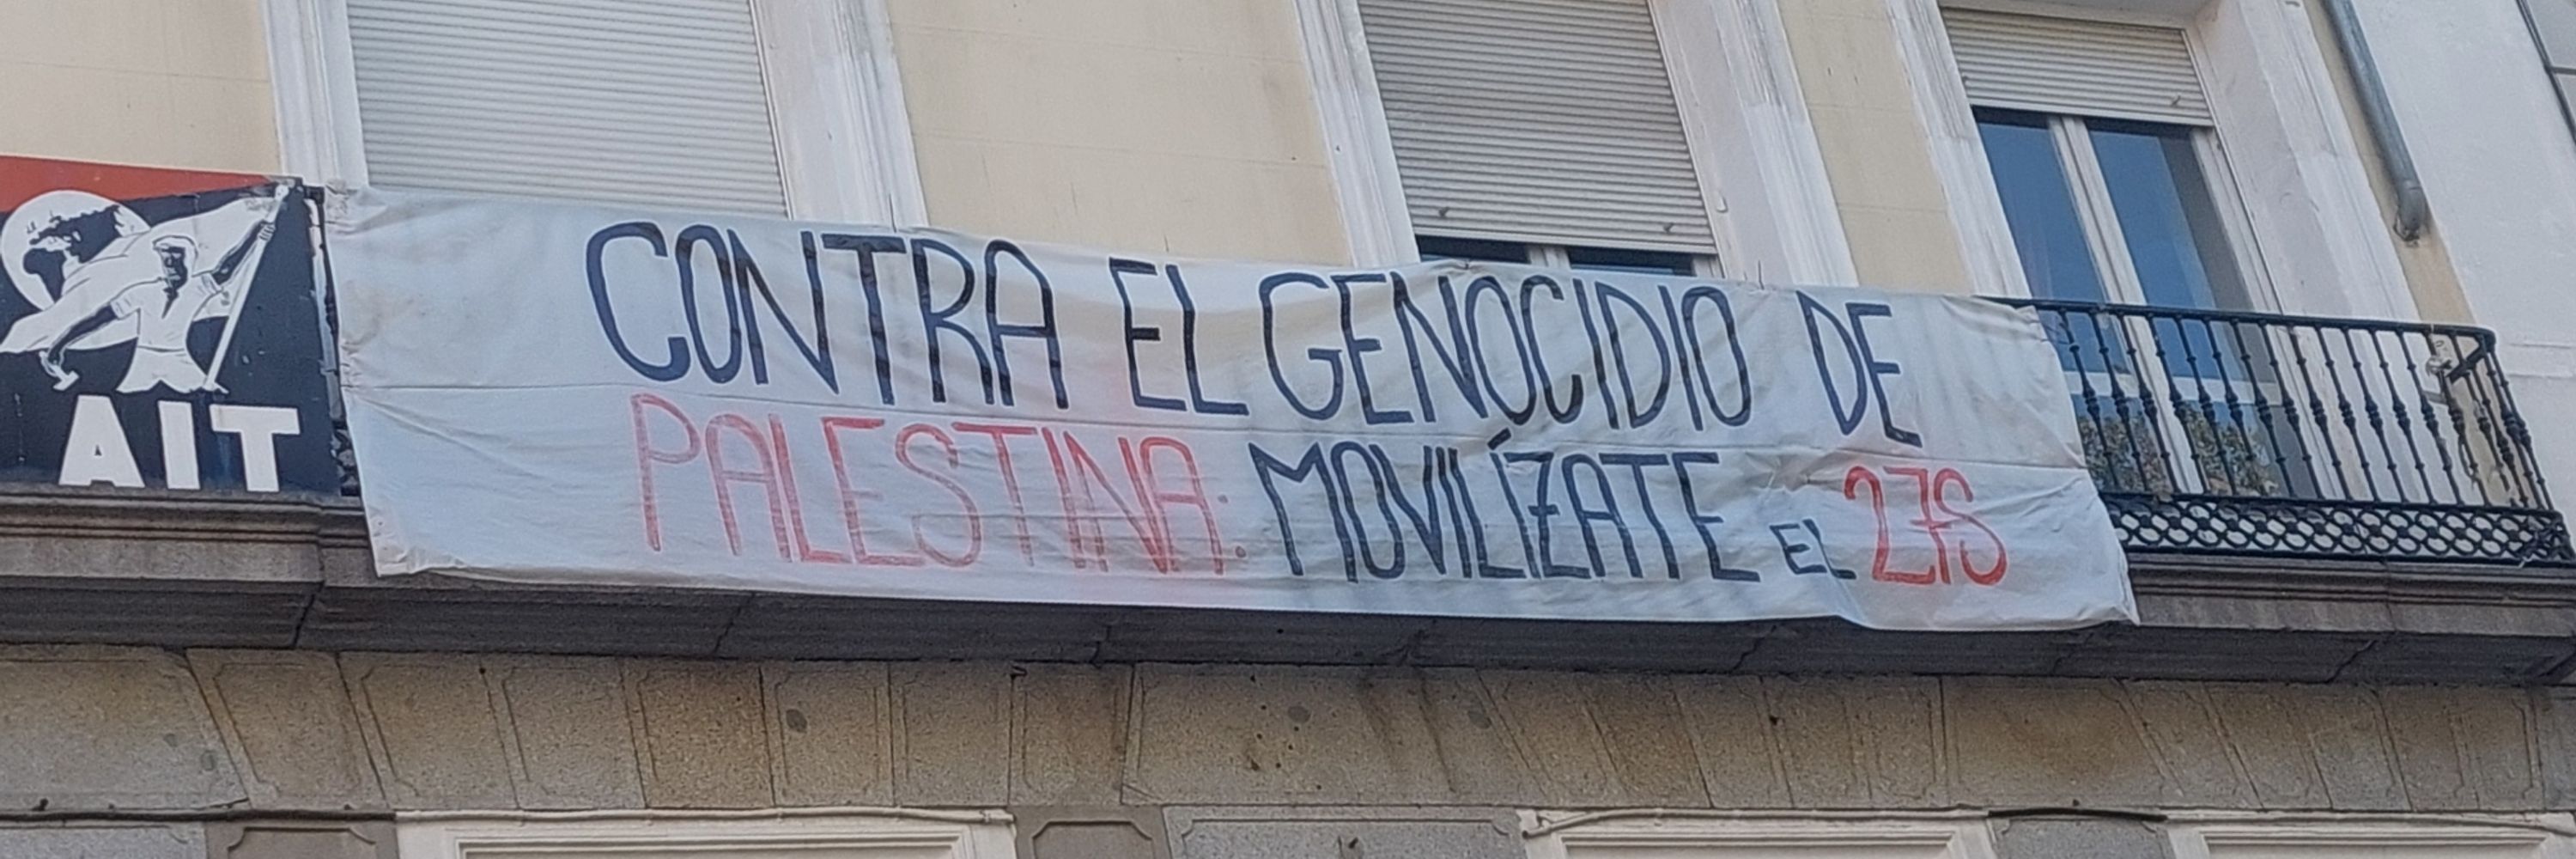 AIT
CONTRA EL GENOCIDIO DE
PALESTINA: MOVILÍZATE EL 27S